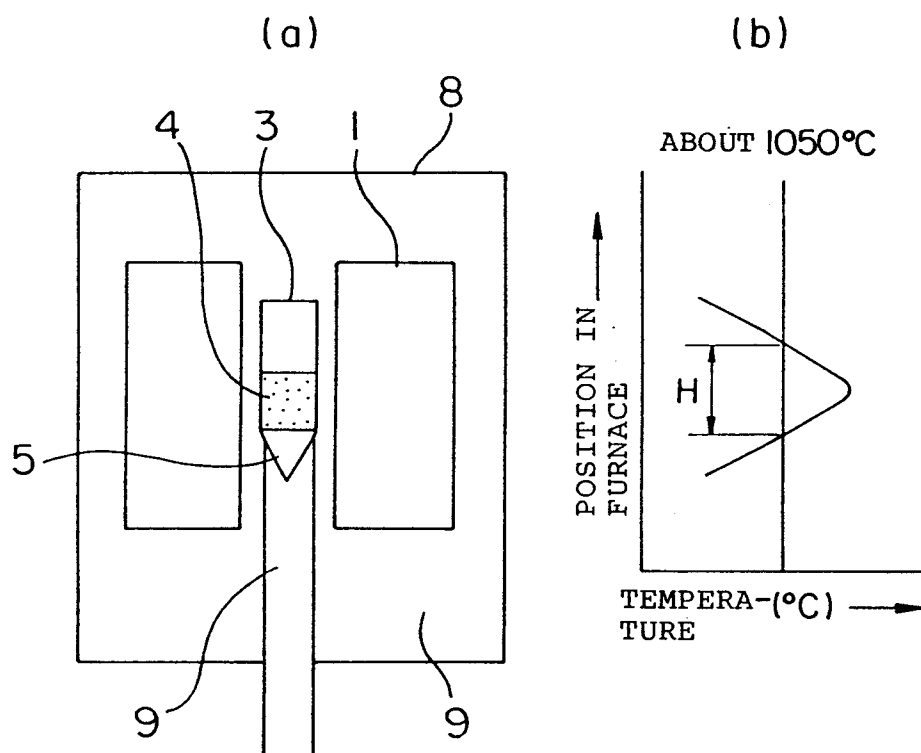 (a)
(b)
8
4
3
1
ABOUT 1050°C
POSITION IN
FURNACE
H
5
TEMPERA-(°C)
TURE
9
9